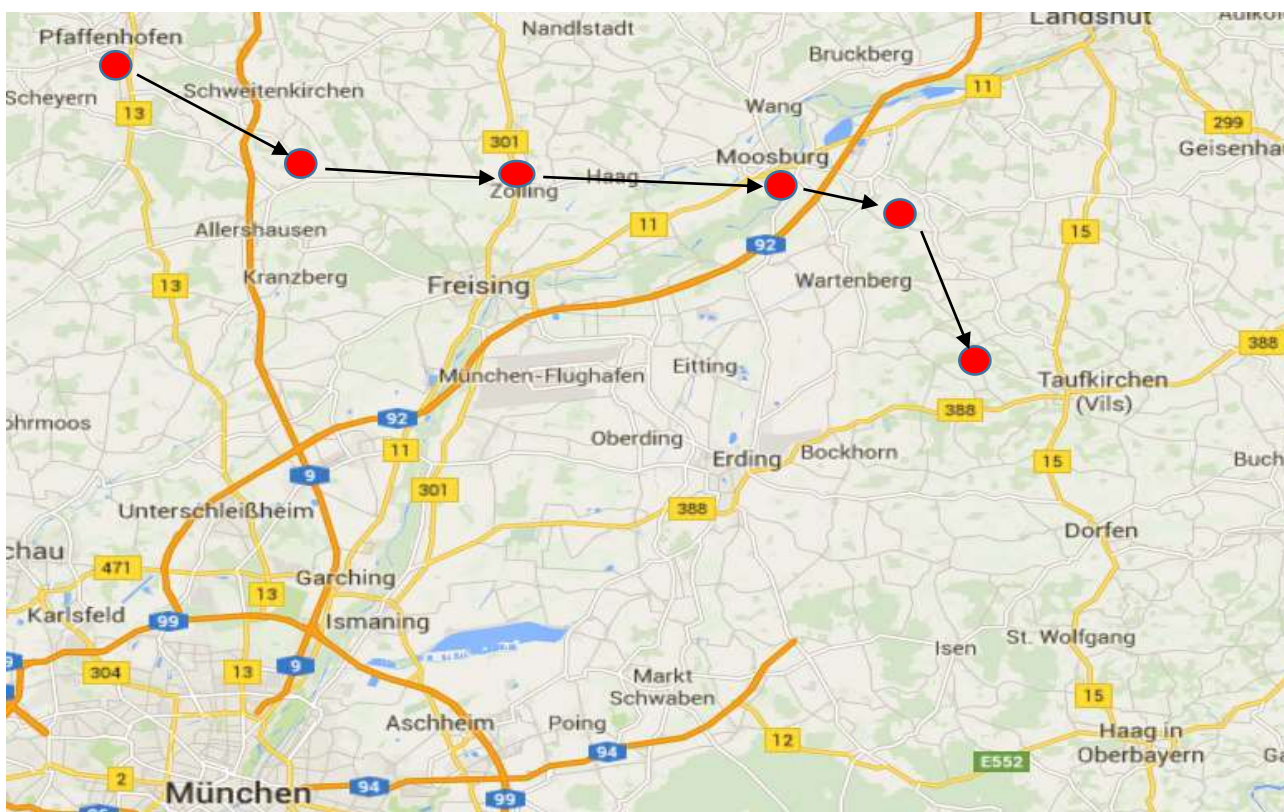 Landshut
Nandlstadt
Pfaffenhofen
Bruckberg
Schweitenkirchen
11
Scheyern
13
Wang
299
301
Geisenhau
Moosburg
Haag
Zolling
11
Allershausen
15
92
Kranzberg
Freising
Wartenberg
13
388
München-Flughafen
Eitting
Taufkirchen
(Vils)
388
92
ohrmoos
Oberding
11
Bockhorn
Erding
15
Buch
9
301
388
Unterschleißheim
Dorfen
chau
471
Garching
13
Karlsfeld
99
Ismaning
St. Wolfgang
Isen
9
304
13
9
Markt
Schwaben
15
Aschheim
Poing
Haag in
Oberbayern
12
94
E552
2
94
München
99